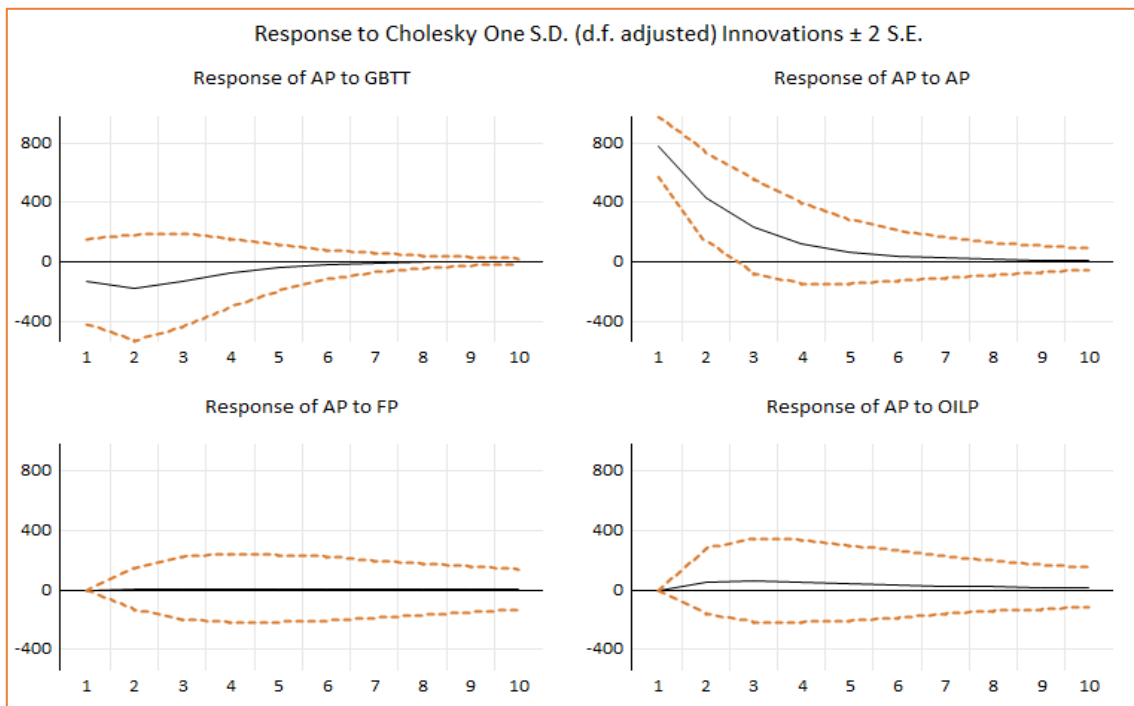 Response to Cholesky One S.D. (d.f. adjusted) Innovations ± 2 S.E.
Response of AP to GBTT
800
400
0
-400
1 2 3 4 5 6 7 8 9 10
Response of AP to AP
800
400
0
-400
1 2 3 4 5 6 7 8 9 10
Response of AP to FP
800
400
0
-400
1 2 3 4 5 6 7 8 9 10
Response of AP to OILP
800
400
0
-400
1 2 3 4 5 6 7 8 9 10